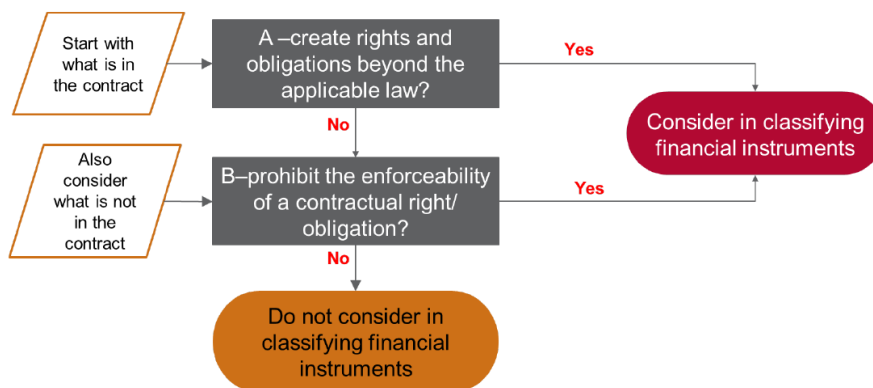 Start with
what is in
the contract
A –create rights and
obligations beyond the
applicable law?
Yes
No
Consider in classifying
financial instruments
Also
consider
what is not
in the
contract
B–prohibit the enforceability
of a contractual right/
obligation?
Yes
No
Do not consider in
classifying financial
instruments